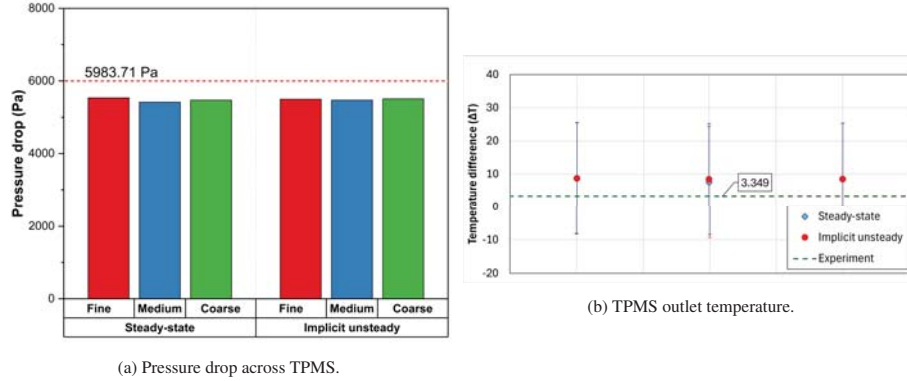 8000
6000
4000
2000
0
Pressure drop (Pa)
5983.71 Pa
Fine Medium Coarse Fine Medium Coarse
Steady-state Implicit unsteady
(a) Pressure drop across TPMS.
40
30
20
10
0
-10
-20
Temperature difference (ΔT)
3.349
Steady-state
Implicit unsteady
Experiment
(b) TPMS outlet temperature.